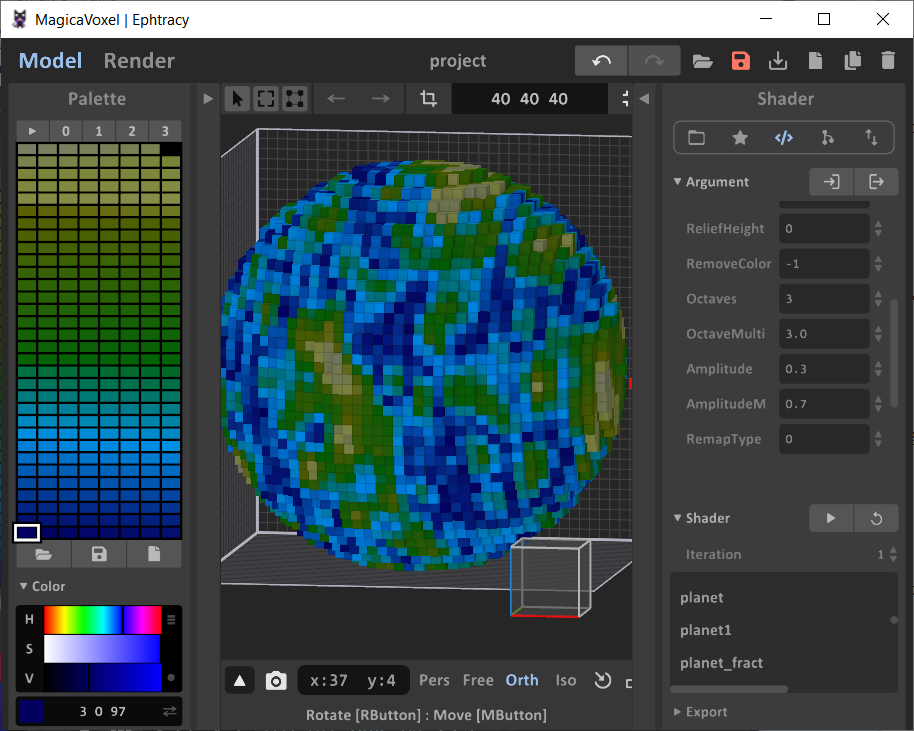 MagicaVoxel | Ephtracy
Model Render
project
Palette
0 1 2 3
40 40 40
Shader
Argument
ReliefHeight 0
RemoveColor -1
Octaves 3
OctaveMulti 3.0
Amplitude 0.3
AmplitudeM 0.7
RemapType 0
Shader
Iteration 1
planet
planet1
planet_fract
Export
Color
H
S
V
3 0 97
x:37 y:4
Pers Free Orth Iso
Rotate [RButton] : Move [MButton]